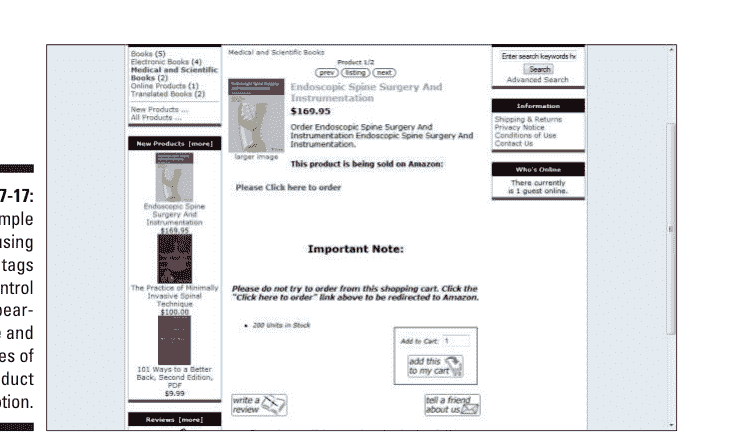 7-17:
mple
using
tags
ntrol
pear-
e and
es of
duct
otion.
Books (5)
Electronic Books (4)
Medical and Scientific
Books (2)
Online Products (1)
Translated Books (2)
New Products ...
All Products ...
New Products [more]
Endoscopic Spine
Surgery And
Instrumentation
$169.95
The Practice of Minimally
Invasive Spinal
Technique
$100.00
101 Ways to a Better
Back, Second Edition,
PDF
$9.99
Reviews [more]
Medical and Scientific Books
Product 1/2
prev listing next
Endoscopic Spine Surgery And
Instrumentation
$169.95
Order Endoscopic Spine Surgery And
Instrumentation Endoscopic Spine Surgery And
Instrumentation.
larger image
This product is being sold on Amazon:
Please Click here to order
Important Note:
Please do not try to order from this shopping cart. Click the
"Click here to order" link above to be redirected to Amazon.
200 Units in Stock
Add to Cart: 1
add this
to my cart
write a
review
tell a friend
about us
Enter search keywords he
Search
Advanced Search
Information
Shipping & Returns
Privacy Notice
Conditions of Use
Contact Us
Who's Online
There currently
is 1 guest online.